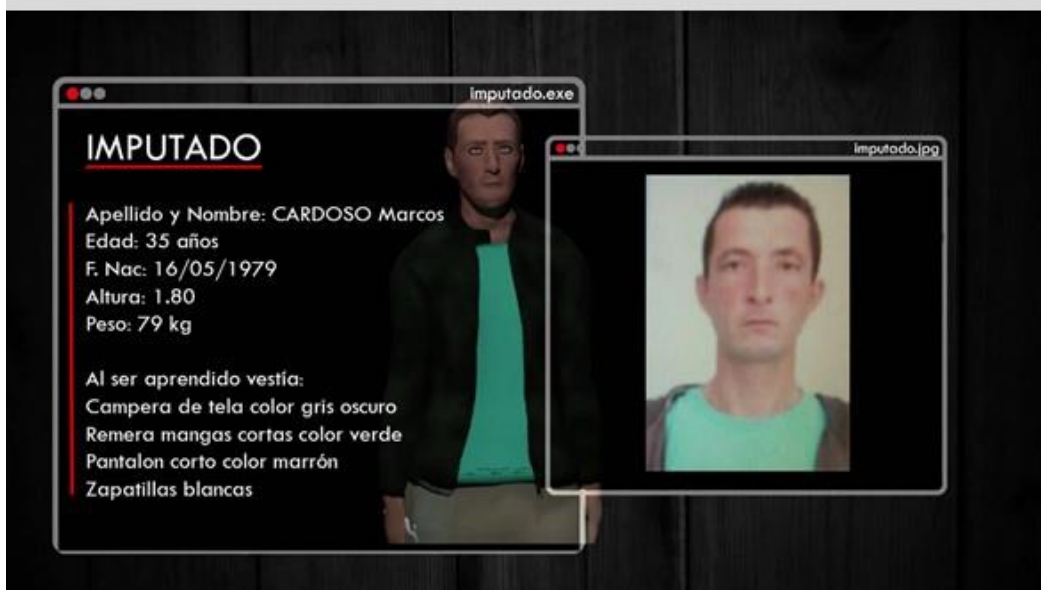 imputado.exe
IMPUTADO
Apellido y Nombre: CARDOSO Marcos
Edad: 35 años
F. Nac: 16/05/1979
Altura: 1.80
Peso: 79 kg
Al ser aprendido vestía:
Campera de tela color gris oscuro
Remera mangas cortas color verde
Pantalon corto color marrón
Zapatillas blancas
imputado.jpg